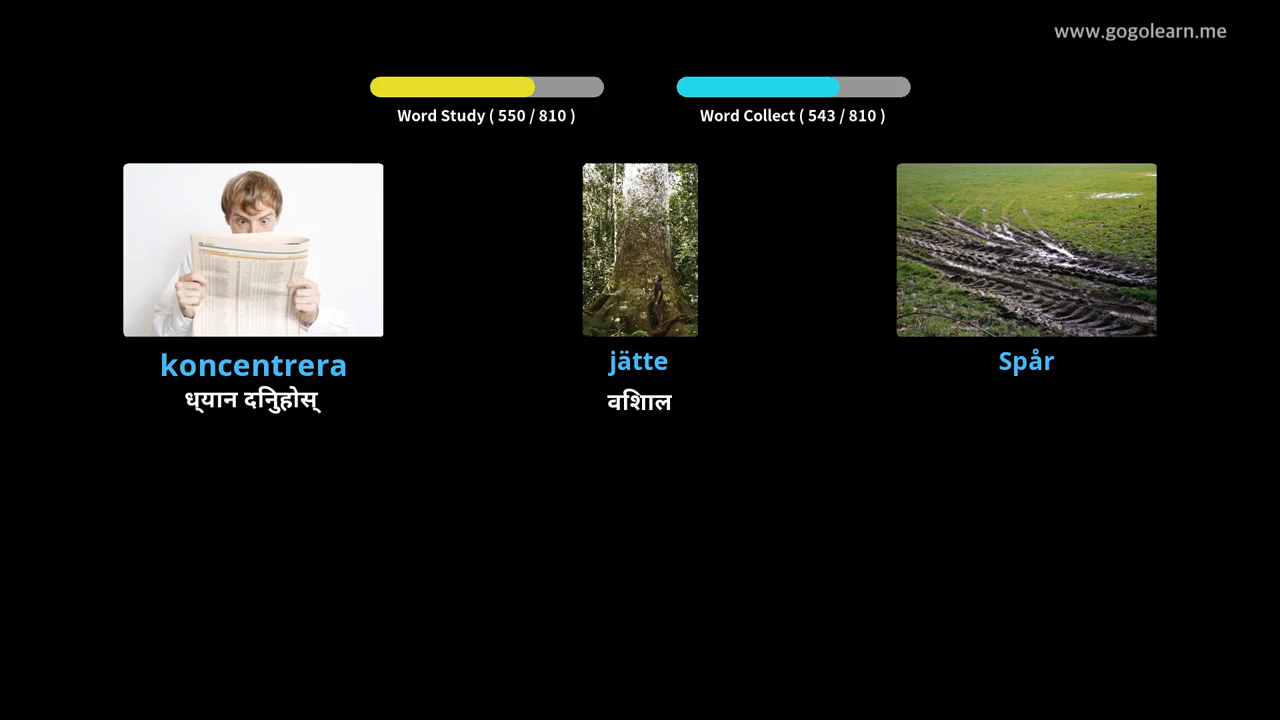 www.gogolearn.me
Word Study ( 550 / 810 )
Word Collect ( 543 / 810 )
koncentrera
ध्यान दिनुहोस्
jätte
विशाल
Spår